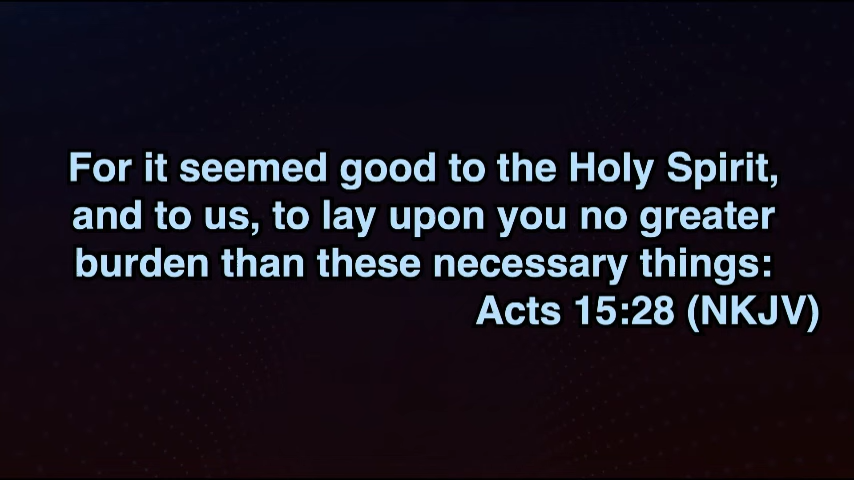 For it seemed good to the Holy Spirit,
and to us, to lay upon you no greater
burden than these necessary things:
Acts 15:28 (NKJV)